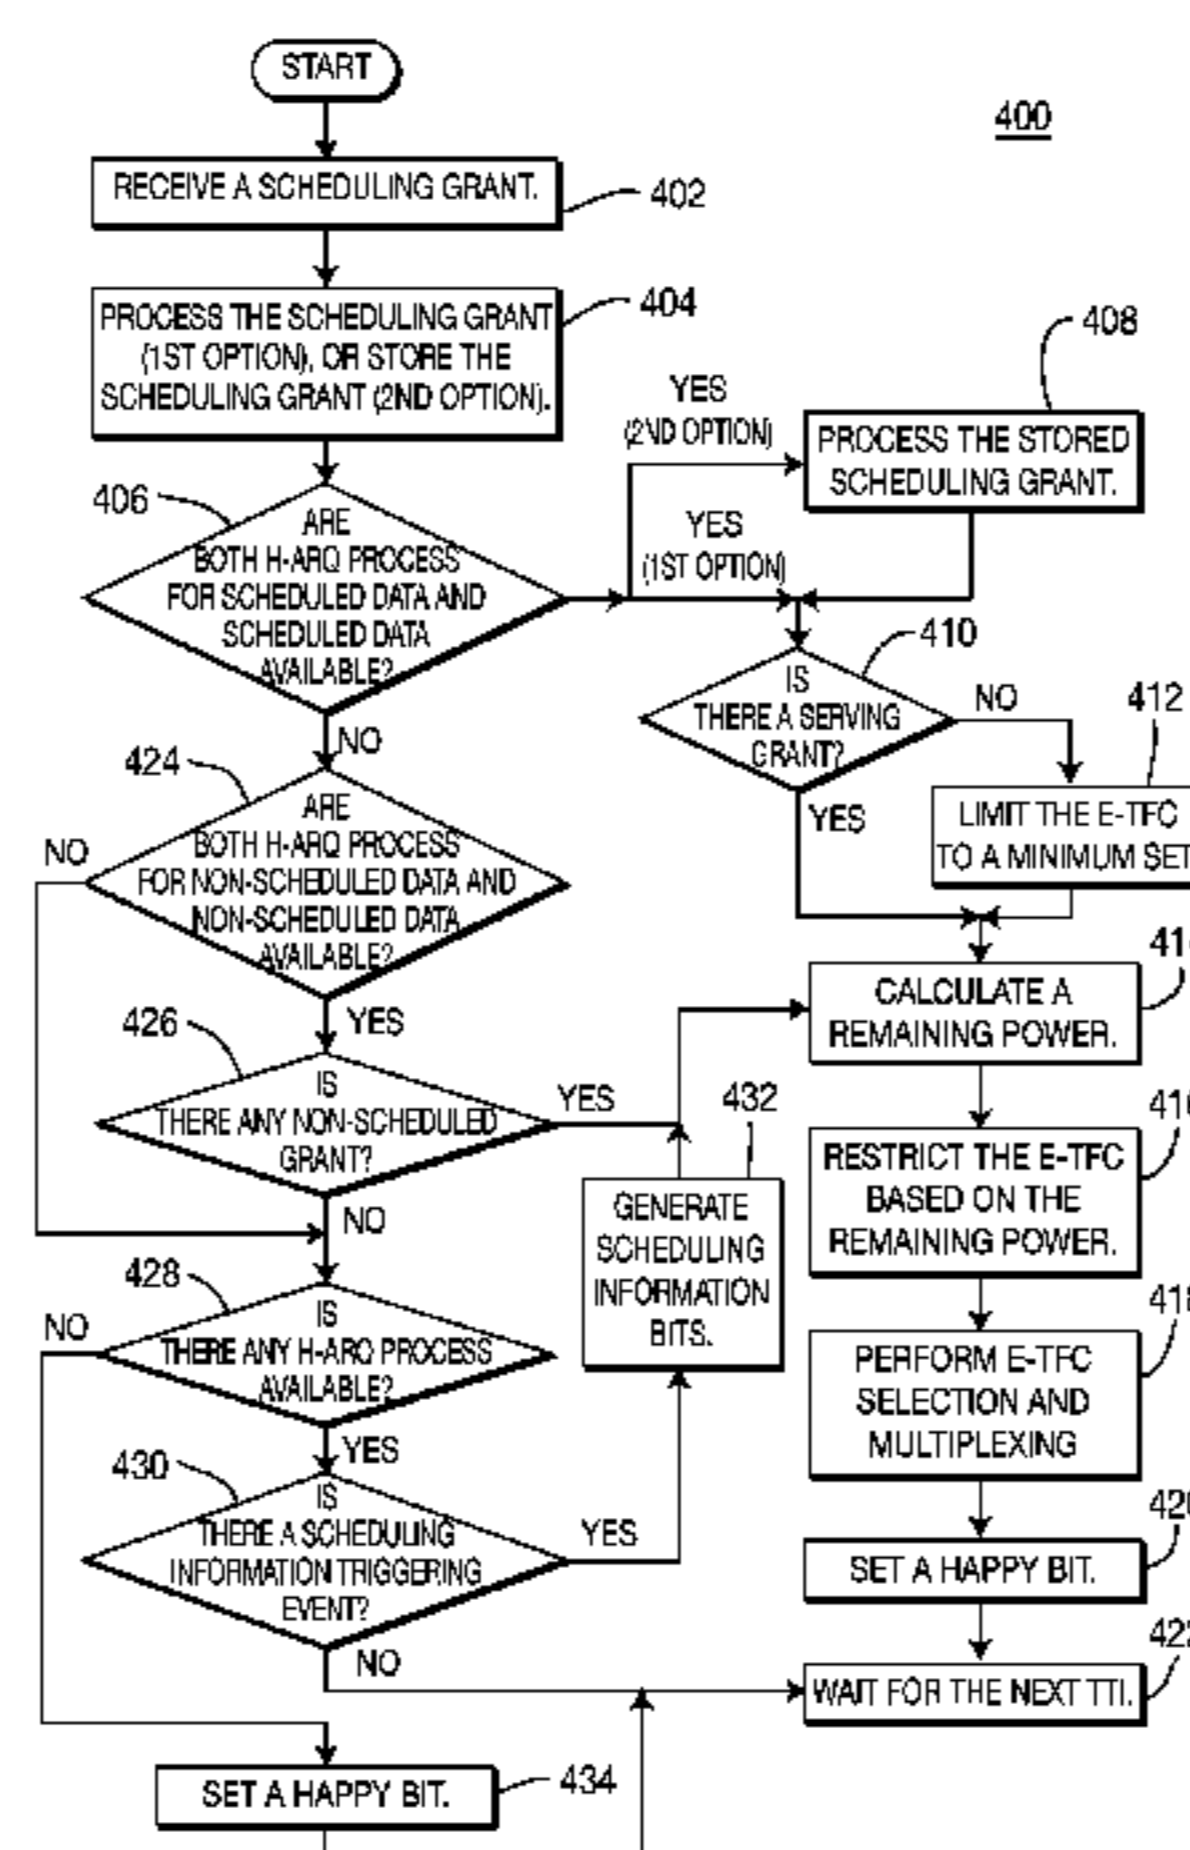 START
400
RECEIVE A SCHEDULING GRANT.
402
PROCESS THE SCHEDULING GRANT
(1ST OPTION), OR STORE THE
SCHEDULING GRANT (2ND OPTION).
404
408
YES
(2ND OPTION)
PROCESS THE STORED
SCHEDULING GRANT.
406
ARE
BOTH H-ARQ PROCESS
FOR SCHEDULED DATA AND
SCHEDULED DATA
AVAILABLE?
YES
(1ST OPTION)
410
IS
THERE A SERVING
GRANT?
NO
412
NO
YES
LIMIT THE E-TFC
TO A MINIMUM SET
424
ARE
BOTH H-ARQ PROCESS
FOR NON-SCHEDULED DATA AND
NON-SCHEDULED DATA
AVAILABLE?
NO
YES
CALCULATE A
REMAINING POWER.
426
IS
THERE ANY NON-SCHEDULED
GRANT?
YES
432
NO
GENERATE
SCHEDULING
INFORMATION
BITS.
RESTRICT THE E-TFC
BASED ON THE
REMAINING POWER.
428
IS
THERE ANY H-ARQ PROCESS
AVAILABLE?
NO
YES
PERFORM E-TFC
SELECTION AND
MULTIPLEXING
430
IS
THERE A SCHEDULING
INFORMATION TRIGGERING
EVENT?
YES
NO
SET A HAPPY BIT.
WAIT FOR THE NEXT TTI.
SET A HAPPY BIT.
434